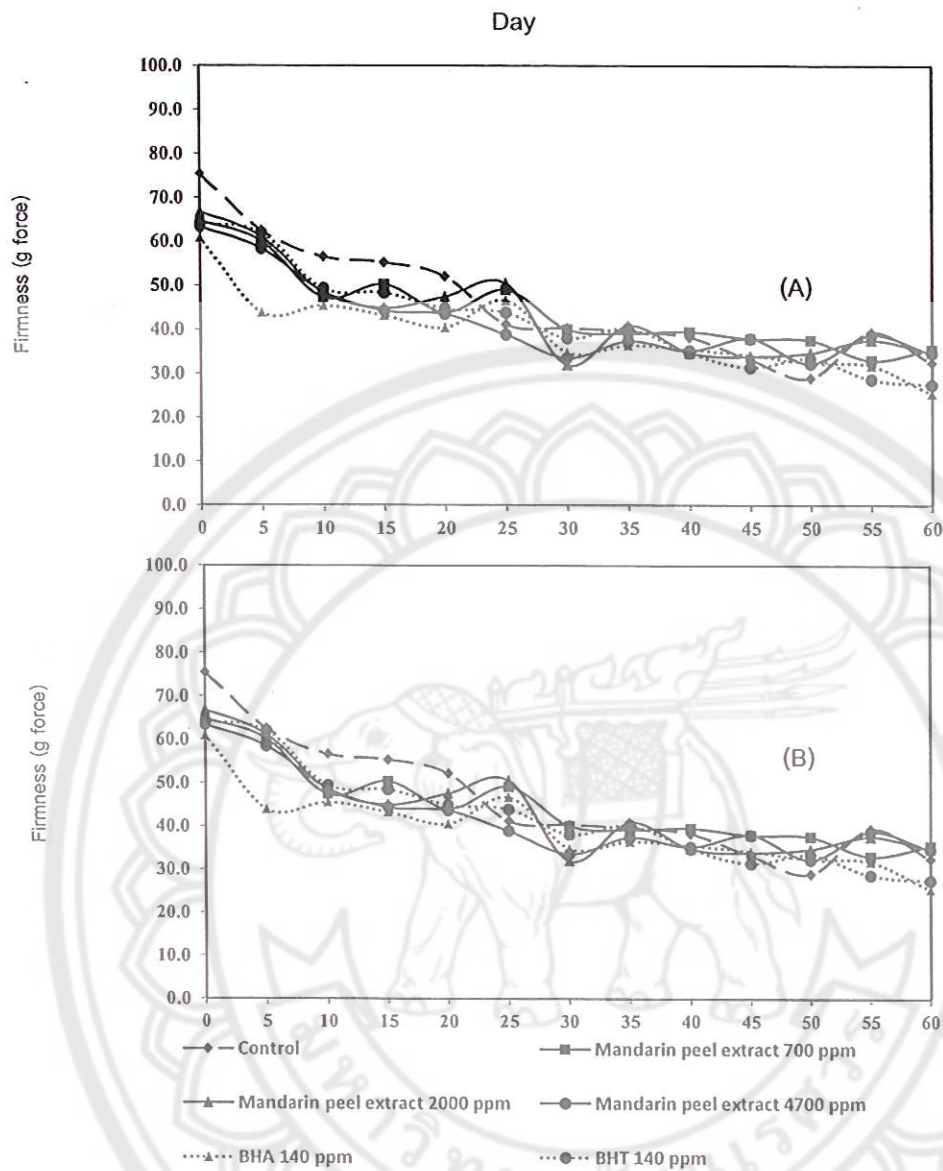 Day
100.0
90.0
80.0
70.0
60.0
50.0
40.0
30.0
20.0
10.0
0.0
Firmness (g force)
(A)
0 5 10 15 20 25 30 35 40 45 50 55 60
100.0
90.0
80.0
70.0
60.0
50.0
40.0
30.0
20.0
10.0
0.0
Firmness (g force)
(B)
0 5 10 15 20 25 30 35 40 45 50 55 60
Control
Mandarin peel extract 700 ppm
Mandarin peel extract 2000 ppm
Mandarin peel extract 4700 ppm
BHA 140 ppm
BHT 140 ppm